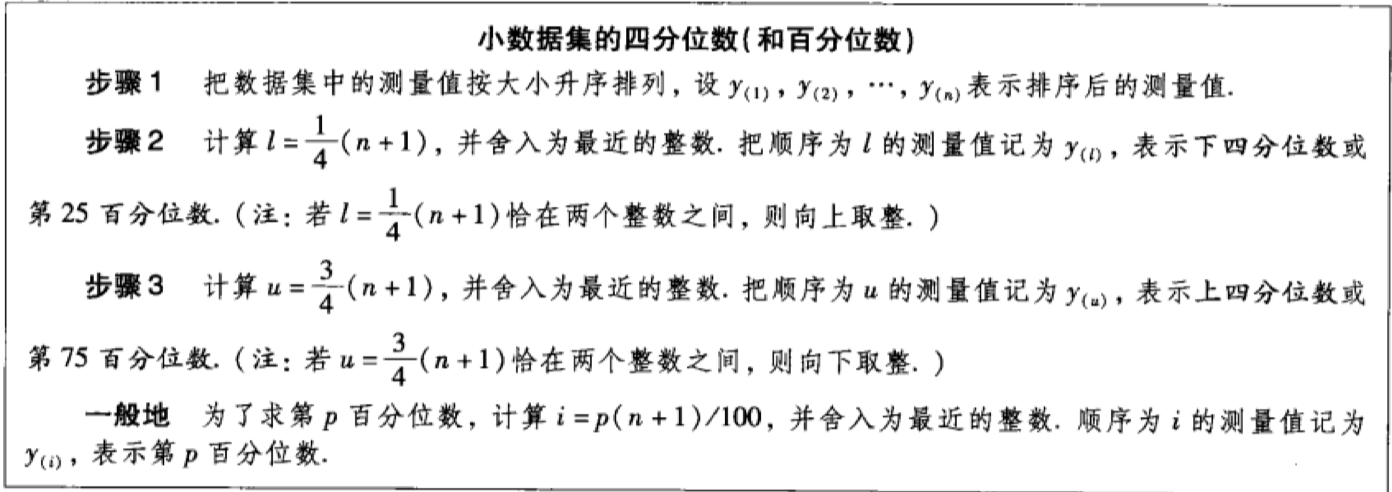 小数据集的四分位数(和百分位数)
步骤1 把数据集中的测量值按大小升序排列, 设 y₍₁₎, y₍₂₎, ⋯, y₍ₙ₎ 表示排序后的测量值.
步骤2 计算 l = 1/4(n+1), 并舍入为最近的整数. 把顺序为 l 的测量值记为 y₍ₗ₎, 表示下四分位数或
第 25 百分位数. (注: 若 l = 1/4(n+1)恰在两个整数之间, 则向上取整. )
步骤3 计算 u = 3/4(n+1), 并舍入为最近的整数. 把顺序为 u 的测量值记为 y₍ᵤ₎, 表示上四分位数或
第 75 百分位数. (注: 若 u = 3/4(n+1)恰在两个整数之间, 则向下取整. )
一般地 为了求第 p 百分位数, 计算 i = p(n+1)/100, 并舍入为最近的整数. 顺序为 i 的测量值记为
y₍ᵢ₎, 表示第 p 百分位数.